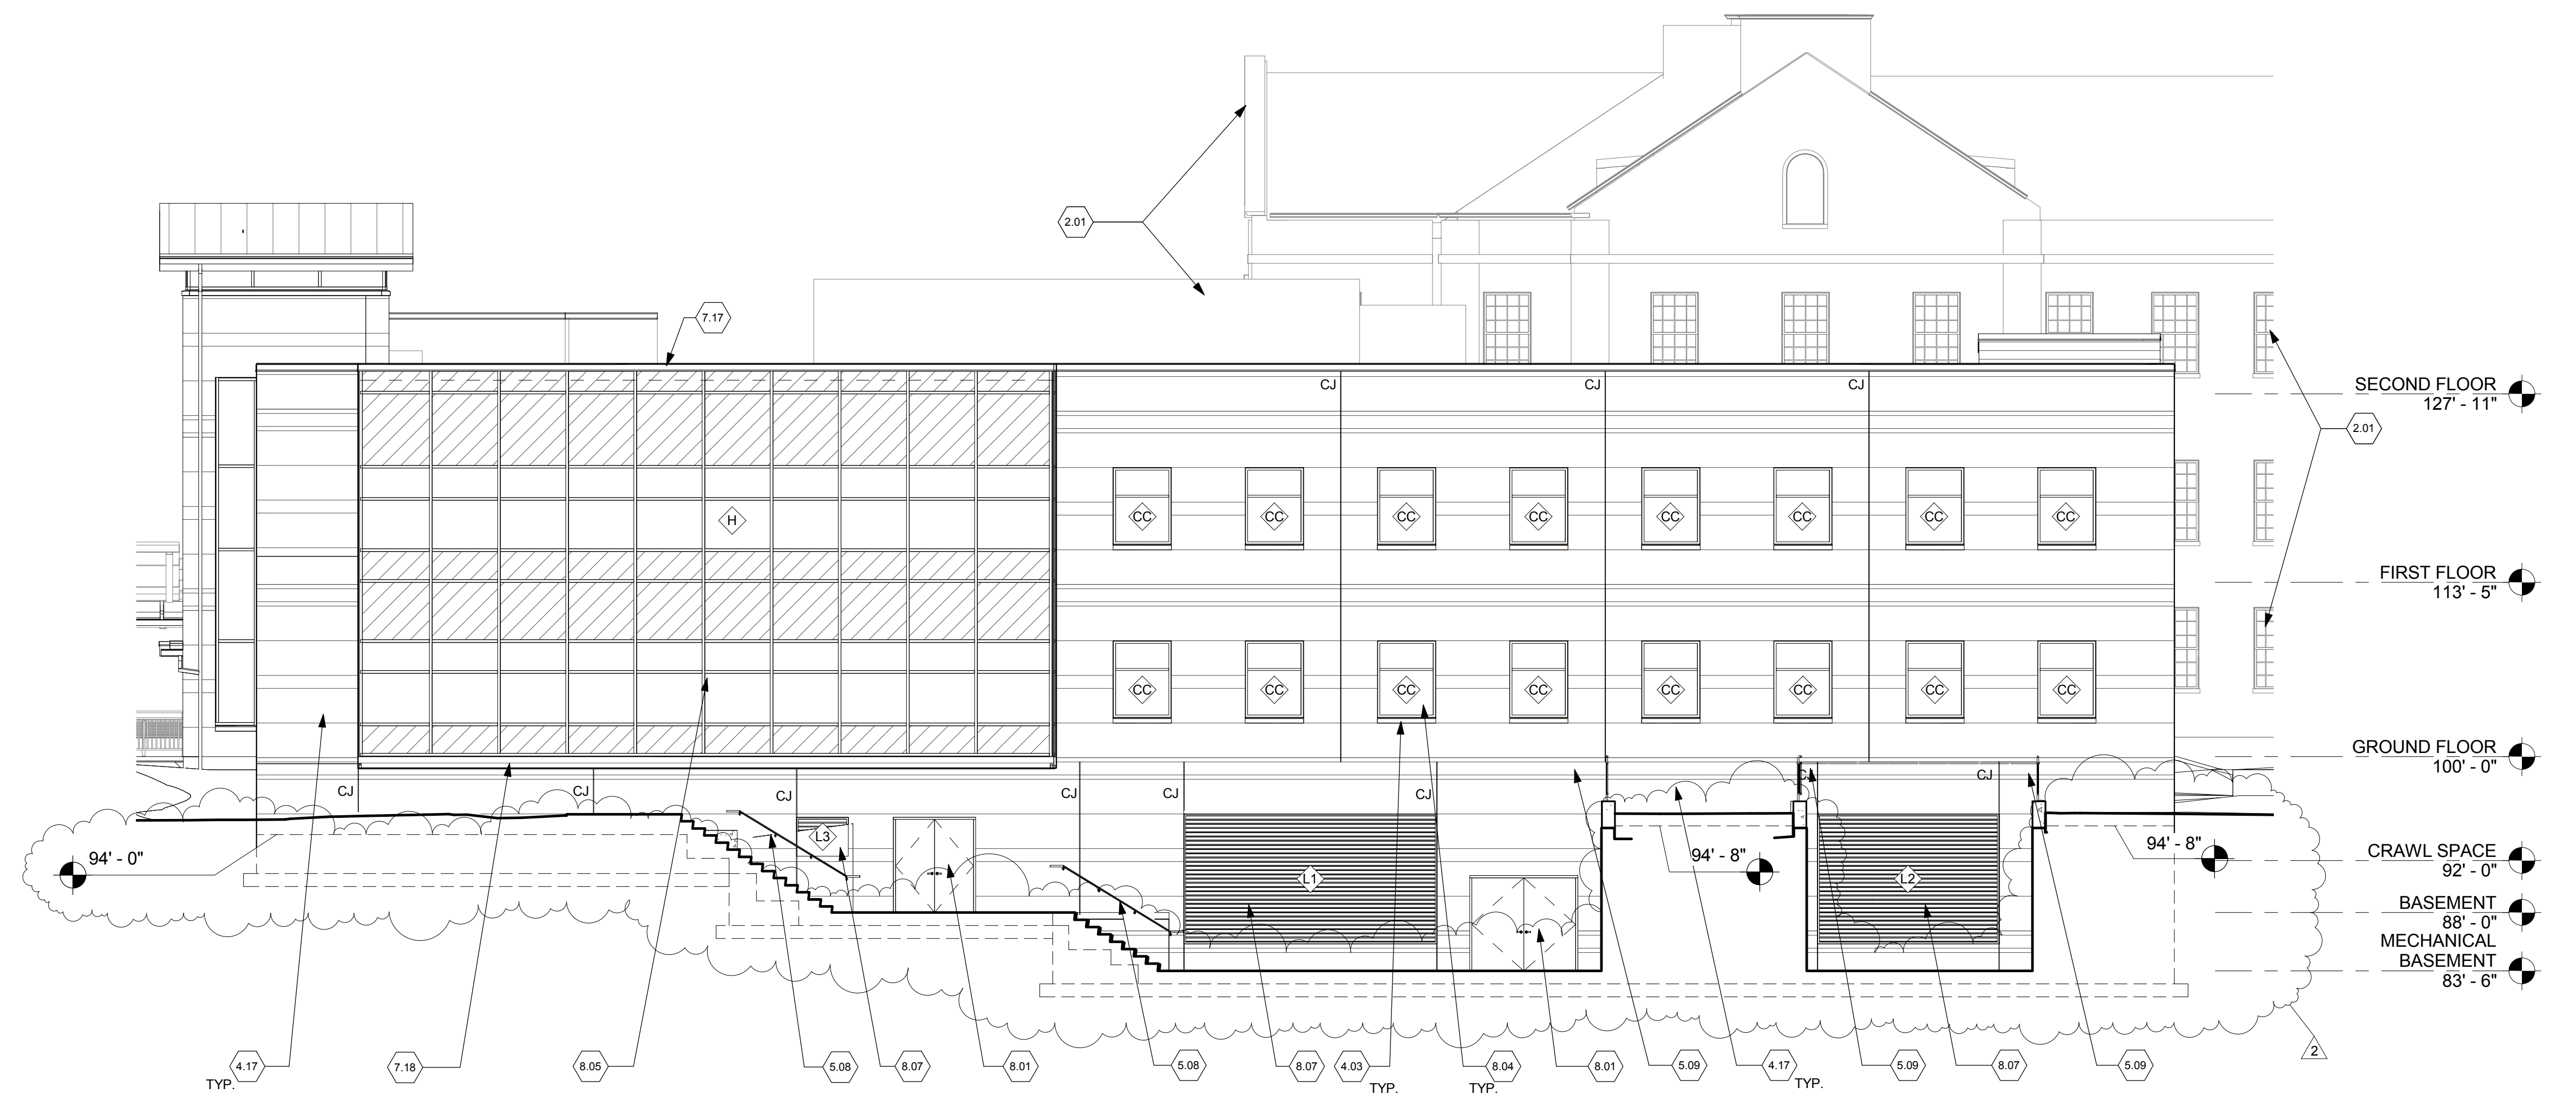 2.01
7.17
CJ
CJ
CJ
SECOND FLOOR
127' - 11"
2.01
H
CC
CC
CC
CC
CC
CC
CC
CC
FIRST FLOOR
113' - 5"
CC
CC
CC
CC
CC
CC
CC
CC
GROUND FLOOR
100' - 0"
CJ
CJ
CJ
CJ
CJ
CJ
CJ
CJ
L3
94' - 0"
94' - 8"
94' - 8"
CRAWL SPACE
92' - 0"
L1
L2
BASEMENT
88' - 0"
MECHANICAL
BASEMENT
83' - 6"
2
4.17
TYP.
7.18
8.05
5.08
8.07
8.01
5.08
8.07
4.03
TYP.
8.04
TYP.
8.01
5.09
4.17
TYP.
5.09
8.07
5.09